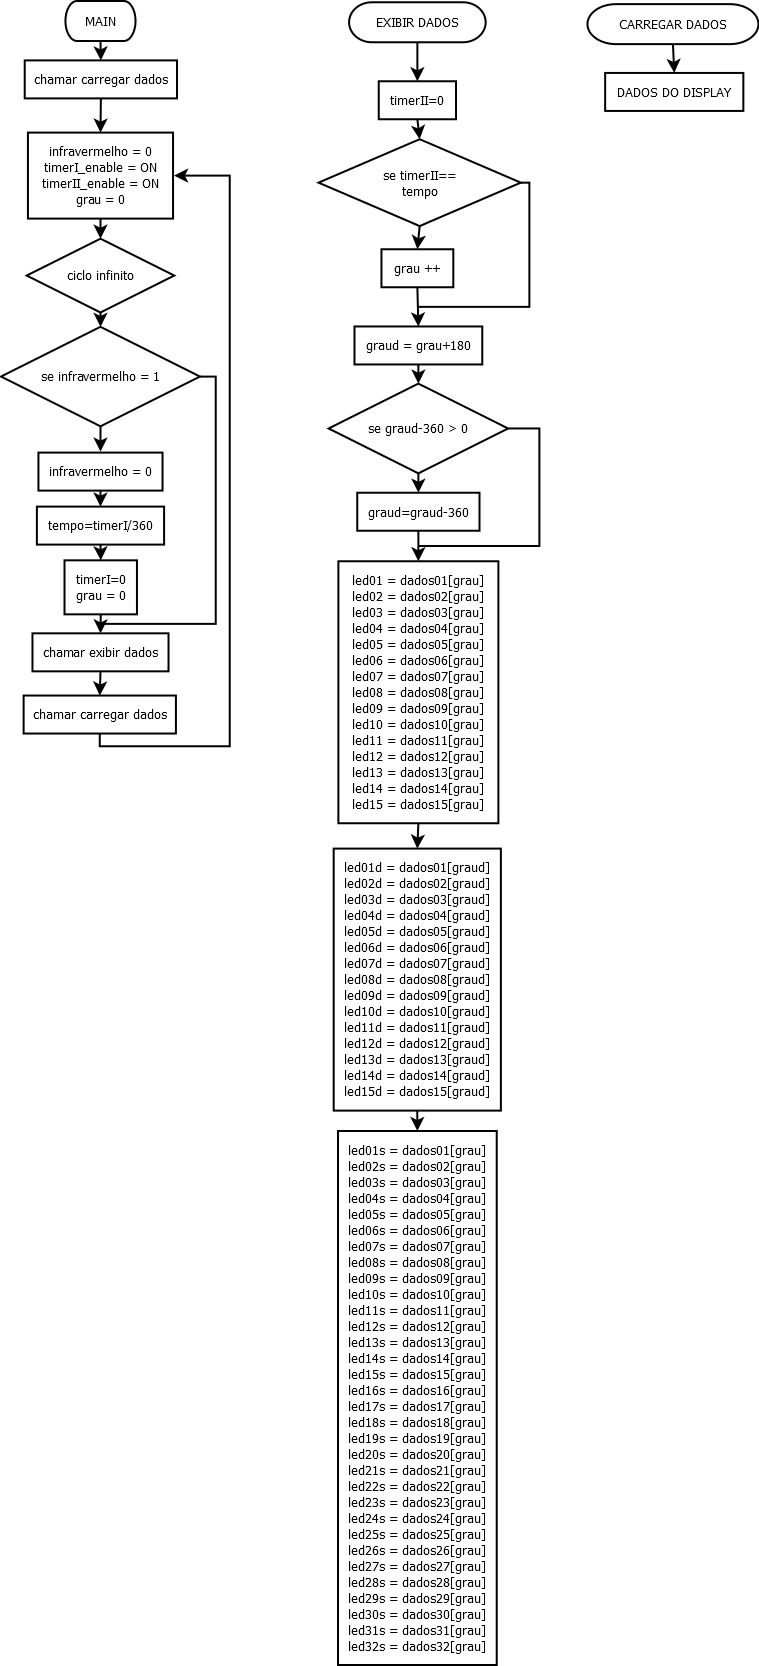 MAIN
chamar carregar dados
infravermelho = 0
timerI_enable = ON
timerII_enable = ON
grau = 0
ciclo infinito
se infravermelho = 1
infravermelho = 0
tempo=timerI/360
timerI=0
grau = 0
chamar exibir dados
chamar carregar dados
EXIBIR DADOS
timerII=0
se timerII==
tempo
grau ++
graud = grau+180
se graud-360 > 0
graud=graud-360
led01 = dados01[grau]
led02 = dados02[grau]
led03 = dados03[grau]
led04 = dados04[grau]
led05 = dados05[grau]
led06 = dados06[grau]
led07 = dados07[grau]
led08 = dados08[grau]
led09 = dados09[grau]
led10 = dados10[grau]
led11 = dados11[grau]
led12 = dados12[grau]
led13 = dados13[grau]
led14 = dados14[grau]
led15 = dados15[grau]
led01d = dados01[graud]
led02d = dados02[graud]
led03d = dados03[graud]
led04d = dados04[graud]
led05d = dados05[graud]
led06d = dados06[graud]
led07d = dados07[graud]
led08d = dados08[graud]
led09d = dados09[graud]
led10d = dados10[graud]
led11d = dados11[graud]
led12d = dados12[graud]
led13d = dados13[graud]
led14d = dados14[graud]
led15d = dados15[graud]
led01s = dados01[grau]
led02s = dados02[grau]
led03s = dados03[grau]
led04s = dados04[grau]
led05s = dados05[grau]
led06s = dados06[grau]
led07s = dados07[grau]
led08s = dados08[grau]
led09s = dados09[grau]
led10s = dados10[grau]
led11s = dados11[grau]
led12s = dados12[grau]
led13s = dados13[grau]
led14s = dados14[grau]
led15s = dados15[grau]
led16s = dados16[grau]
led17s = dados17[grau]
led18s = dados18[grau]
led19s = dados19[grau]
led20s = dados20[grau]
led21s = dados21[grau]
led22s = dados22[grau]
led23s = dados23[grau]
led24s = dados24[grau]
led25s = dados25[grau]
led26s = dados26[grau]
led27s = dados27[grau]
led28s = dados28[grau]
led29s = dados29[grau]
led30s = dados30[grau]
led31s = dados31[grau]
led32s = dados32[grau]
CARREGAR DADOS
DADOS DO DISPLAY